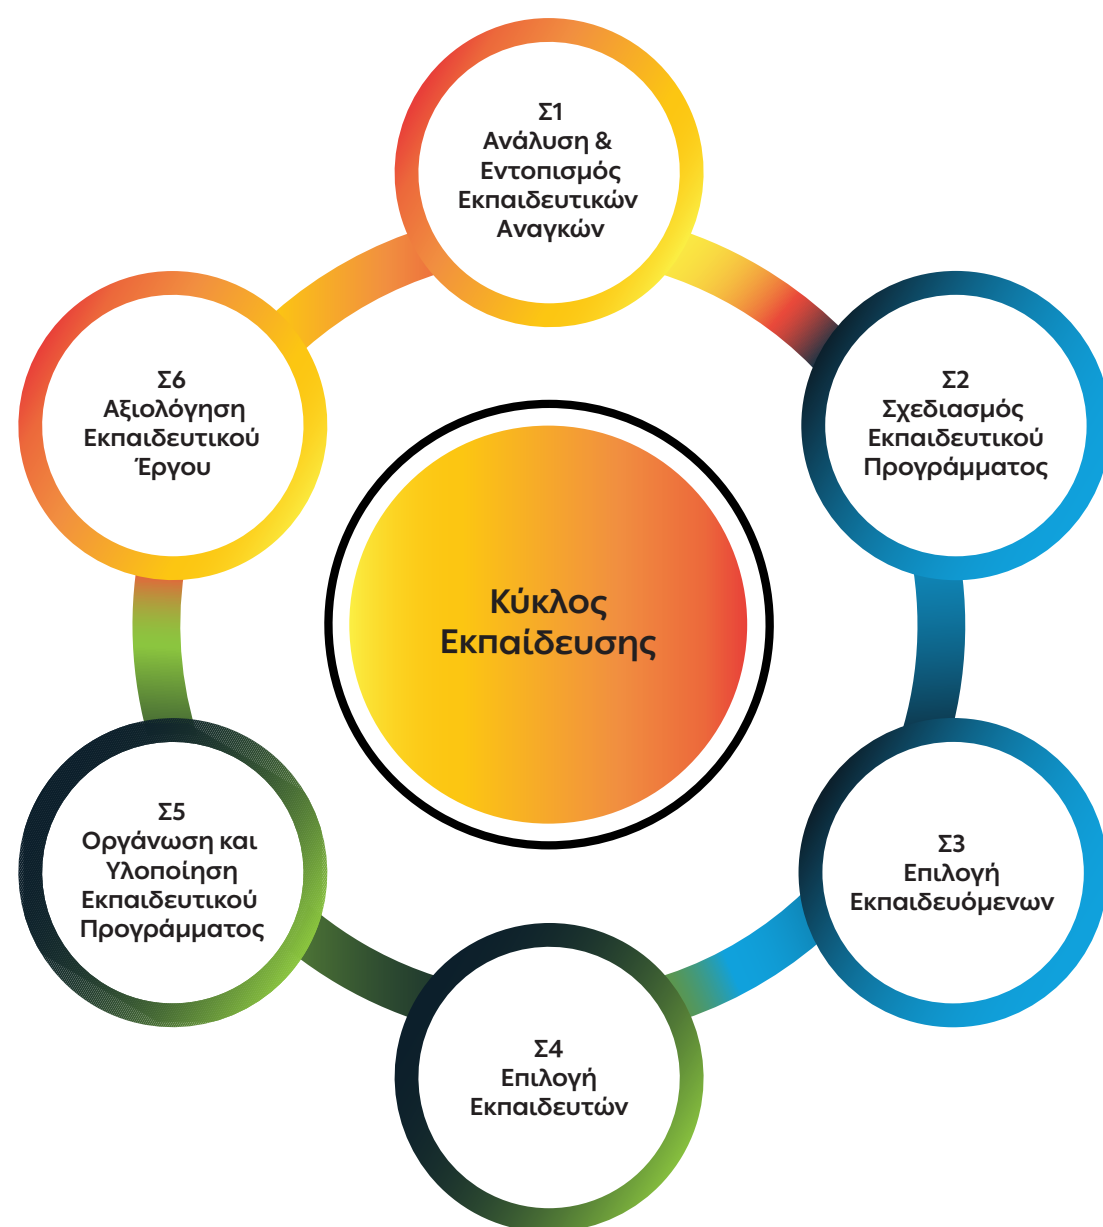 Σ1
Ανάλυση &
Εντοπισμός
Εκπαιδευτικών
Αναγκών
Σ2
Σχεδιασμός
Εκπαιδευτικού
Προγράμματος
Σ3
Επιλογή
Εκπαιδευόμενων
Σ4
Επιλογή
Εκπαιδευτών
Σ5
Οργάνωση και
Υλοποίηση
Εκπαιδευτικού
Προγράμματος
Σ6
Αξιολόγηση
Εκπαιδευτικού
Έργου
Κύκλος
Εκπαίδευσης